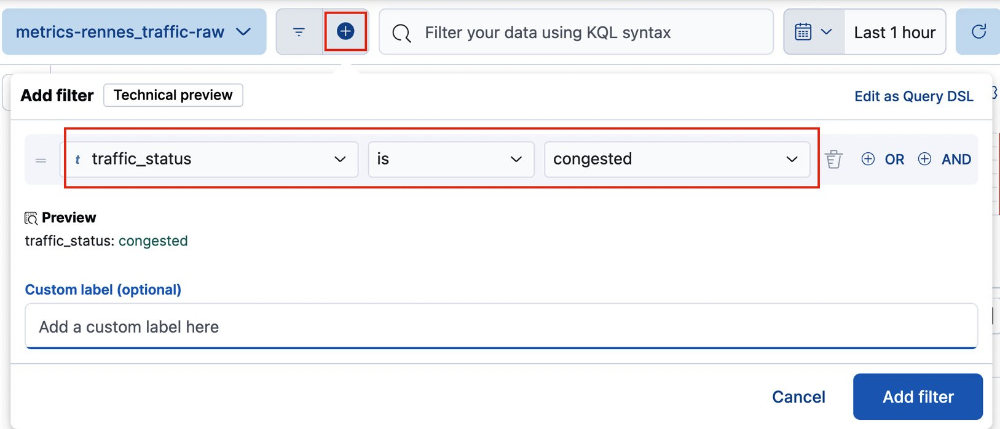 metrics-rennes_traffic-raw Filter your data using KQL syntax Last 1 hour
Add filter Technical preview Edit as Query DSL
t traffic_status is congested OR AND
Preview
traffic_status: congested
Custom label (optional)
Add a custom label here
Cancel Add filter